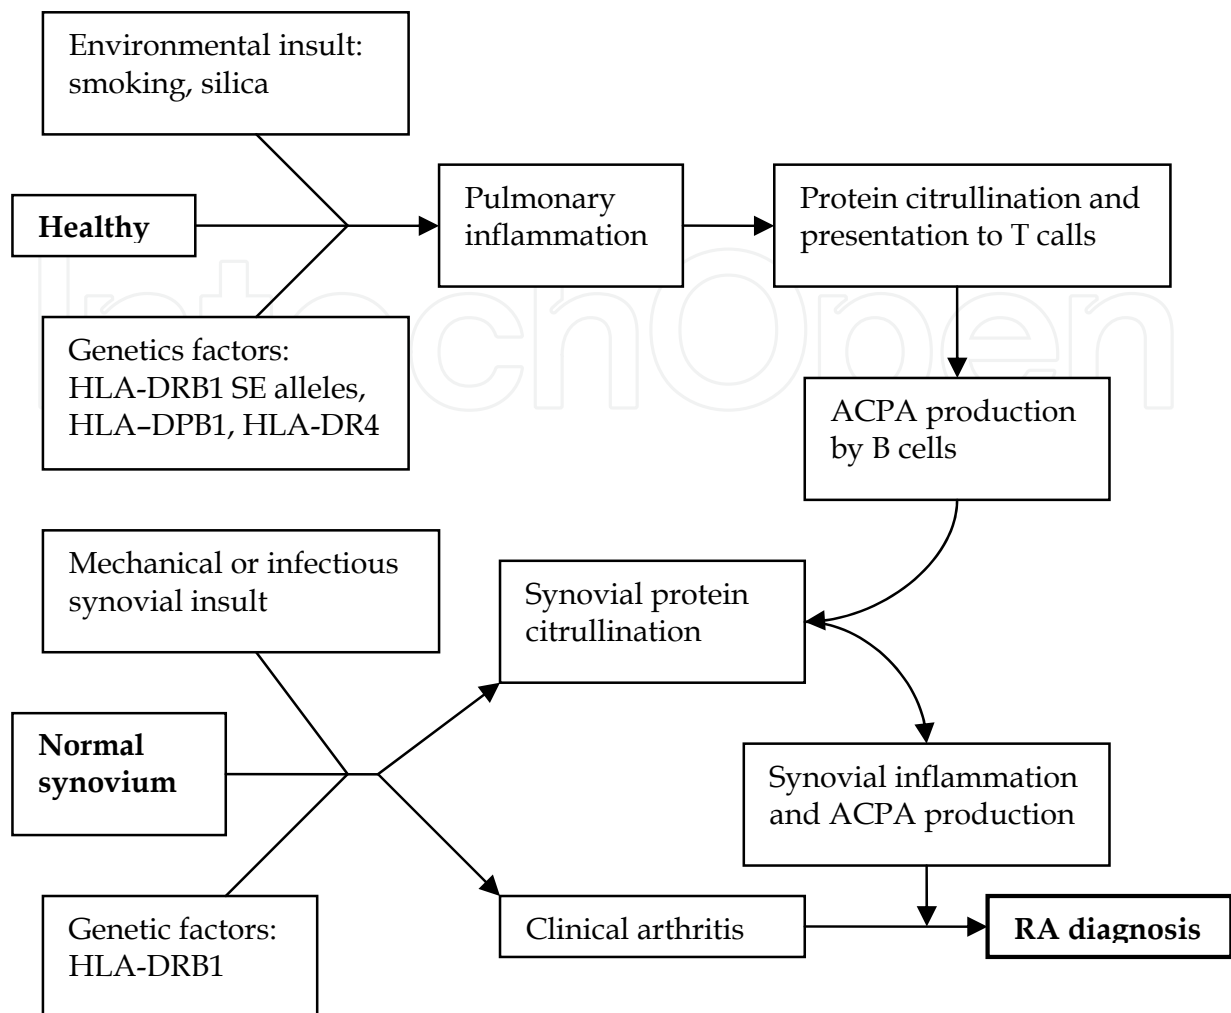 Environmental insult:
smoking, silica
Healthy
Pulmonary
inflammation
Protein citrullination and
presentation to T calls
Genetics factors:
HLA-DRB1 SE alleles,
HLA–DPB1, HLA-DR4
ACPA production
by B cells
Mechanical or infectious
synovial insult
Synovial protein
citrullination
Normal
synovium
Synovial inflammation
and ACPA production
Genetic factors:
HLA-DRB1
Clinical arthritis
RA diagnosis
IntechOpen